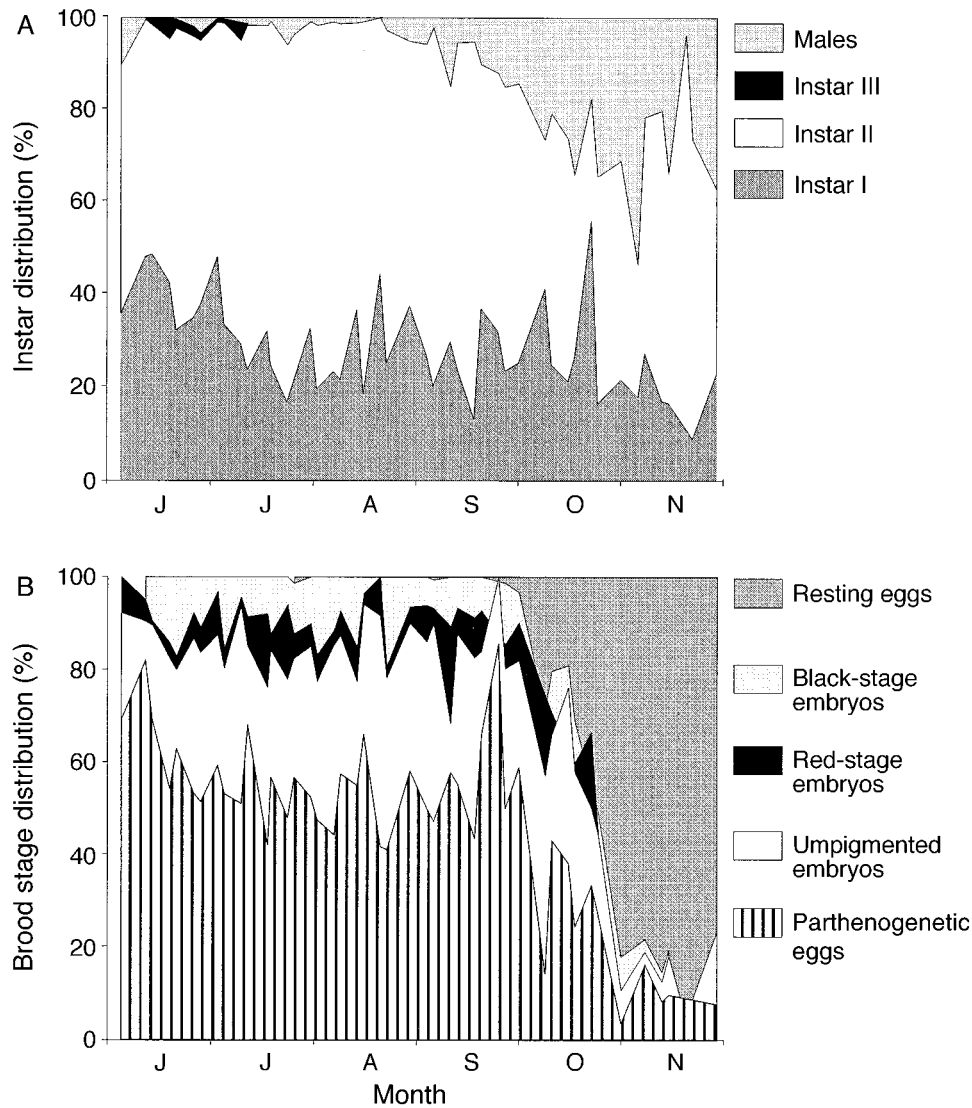 A
Instar distribution (%)
100
80
60
40
20
0
J J A S O N
Males
Instar III
Instar II
Instar I
B
Brood stage distribution (%)
100
80
60
40
20
0
J J A S O N
Month
Resting eggs
Black-stage
embryos
Red-stage
embryos
Umpigmented
embryos
Parthenogenetic
eggs